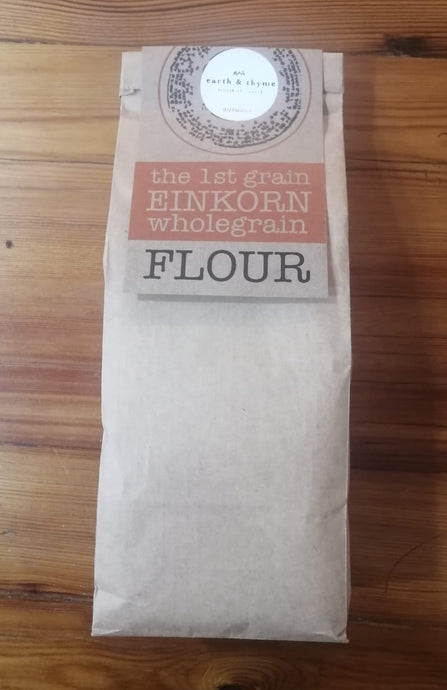 earth & thyme
the 1st grain
EINKORN
wholegrain
FLOUR